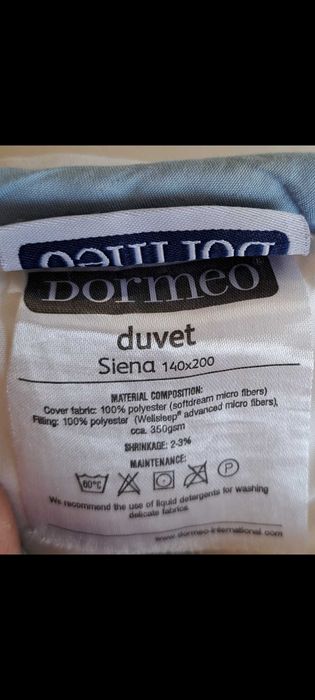 Dormeo
Dormeo
duvet
Siena 140x200
MATERIAL COMPOSITION:
Cover fabric: 100% polyester (softdream micro fibers)
Filling: 100% polyester (Wellsleep® advanced micro fibers),
cca. 350gsm
SHRINKAGE: 2-3%
MAINTENANCE:
60°C
P
We recommend the use of liquid detergents for washing
delicate fabrics.
www.dormeo-international.com